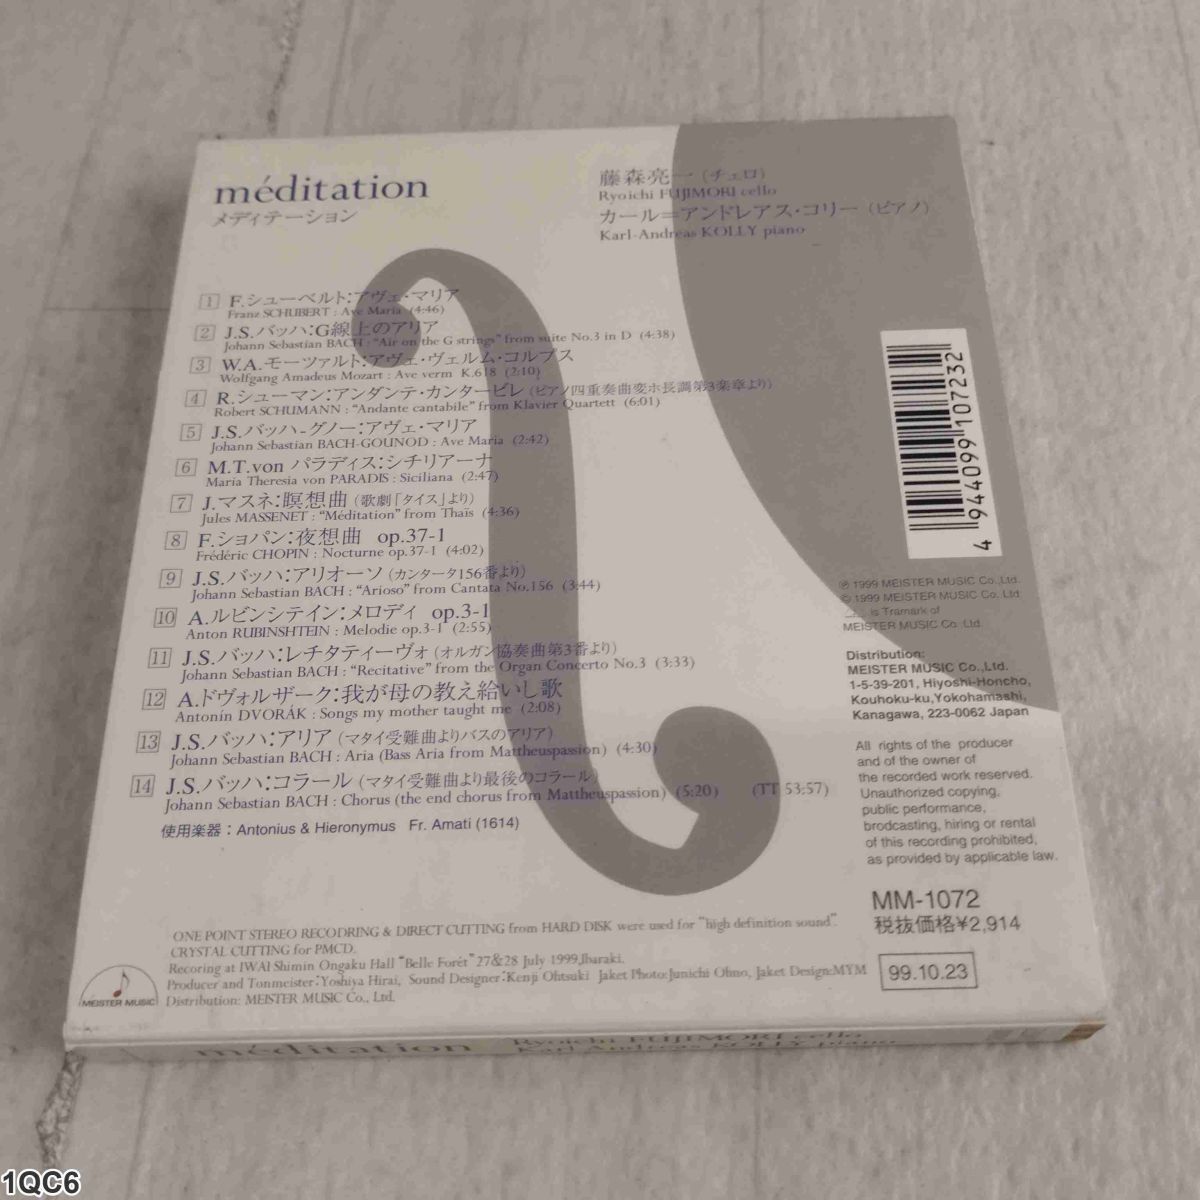 méditation
メディテーション
藤森亮一（チェロ）
Ryoichi FUJIMORI cello
カール＝アンドレアス・コリー（ピアノ）
Karl-Andreas KOLLY piano
1 F.シューベルト：アヴェ・マリア
Franz SCHUBERT : Ave Maria (4:46)
2 J.S.バッハ：G線上のアリア
Johann Sebastian BACH : "Air on the G strings" from suite No.3 in D (4:38)
3 W.A.モーツァルト：アヴェ・ヴェルム・コルプス
Wolfgang Amadeus Mozart : Ave verm K.618 (2:10)
4 R.シューマン：アンダンテ・カンタービレ（ピアノ四重奏曲変ホ長調第3楽章より）
Robert SCHUMANN : "Andante cantabile" from Klavier Quartett (6:01)
5 J.S.バッハ-グノー：アヴェ・マリア
Johann Sebastian BACH-GOUNOD : Ave Maria (2:42)
6 M.T.von パラディス：シチリアーナ
Maria Theresia von PARADIS : Siciliana (2:47)
7 J.マスネ：瞑想曲（歌劇「タイス」より）
Jules MASSENET : "Méditation" from Thaïs (4:36)
8 F.ショパン：夜想曲 op.37-1
Frédéric CHOPIN : Nocturne op.37-1 (4:02)
9 J.S.バッハ：アリオーソ（カンタータ156番より）
Johann Sebastian BACH : "Arioso" from Cantata No.156 (3:44)
10 A.ルビンシテイン：メロディ op.3-1
Anton RUBINSHTEIN : Melodie op.3-1 (2:55)
11 J.S.バッハ：レチタティーヴォ（オルガン協奏曲第3番より）
Johann Sebastian BACH : "Recitative" from the Organ Concerto No.3 (3:33)
12 A.ドヴォルザーク：我が母の教え給いし歌
Antonín DVORÁK : Songs my mother taught me (2:08)
13 J.S.バッハ：アリア（マタイ受難曲よりバスのアリア）
Johann Sebastian BACH : Aria (Bass Aria from Mattheuspassion) (4:30)
14 J.S.バッハ：コラール（マタイ受難曲より最後のコラール）
Johann Sebastian BACH : Chorus (the end chorus from Mattheuspassion) (5:20) (TT 53:57)
使用楽器：Antonius & Hieronymus Fr. Amati (1614)
4 944099 107232
℗ 1999 MEISTER MUSIC Co.,Ltd.
© 1999 MEISTER MUSIC Co. Ltd.
is Tramark of
MEISTER MUSIC Co. Ltd.
Distribution:
MEISTER MUSIC Co.,Ltd.
1-5-39-201, Hiyoshi-Honcho,
Kouhoku-ku,Yokohamashi,
Kanagawa, 223-0062 Japan
All rights of the producer
and of the owner of
the recorded work reserved.
Unauthorized copying,
public performance,
brodcasting, hiring or rental
of this recording prohibited,
as provided by applicable law.
MM-1072
税抜価格¥2,914
99.10.23
ONE POINT STEREO RECODRING & DIRECT CUTTING from HARD DISK were used for "high definition sound".
CRYSTAL CUTTING for PMCD.
Recoring at IWAI Shimin Ongaku Hall "Belle Forét" 27&28 July 1999,Ibaraki.
Producer and Tonmeister:Yoshiya Hirai, Sound Designer:Kenji Ohtsuki Jaket Photo:Junichi Ohno, Jaket Design:MYM
Distribution: MEISTER MUSIC Co., Ltd.
MEISTER MUSIC
méditation Ryoichi FUJIMORI cello
Karl-Andreas KOLLY piano
1QC6